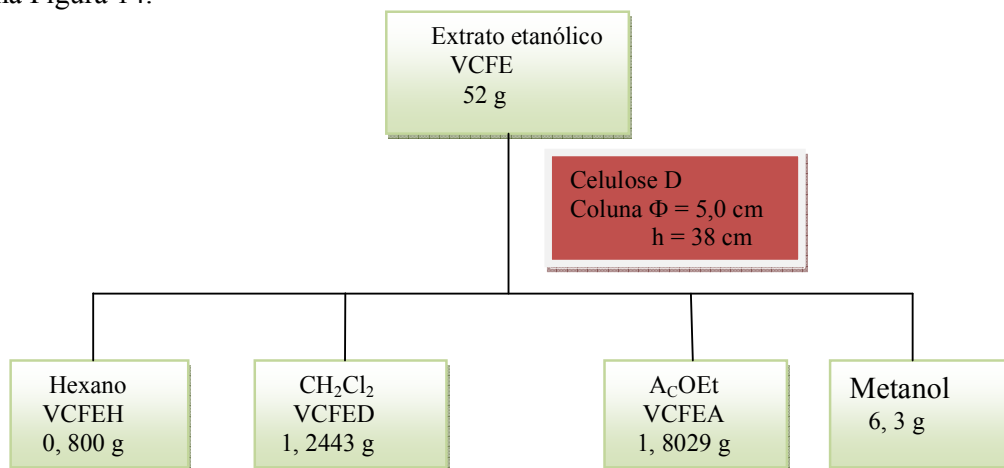 na Figura 14.
Extrato etanólico
VCFE
52 g
Celulose D
Coluna Φ = 5,0 cm
h = 38 cm
Hexano
VCFEH
0, 800 g
CH₂Cl₂
VCFED
1, 2443 g
A_COEt
VCFEA
1, 8029 g
Metanol
6, 3 g